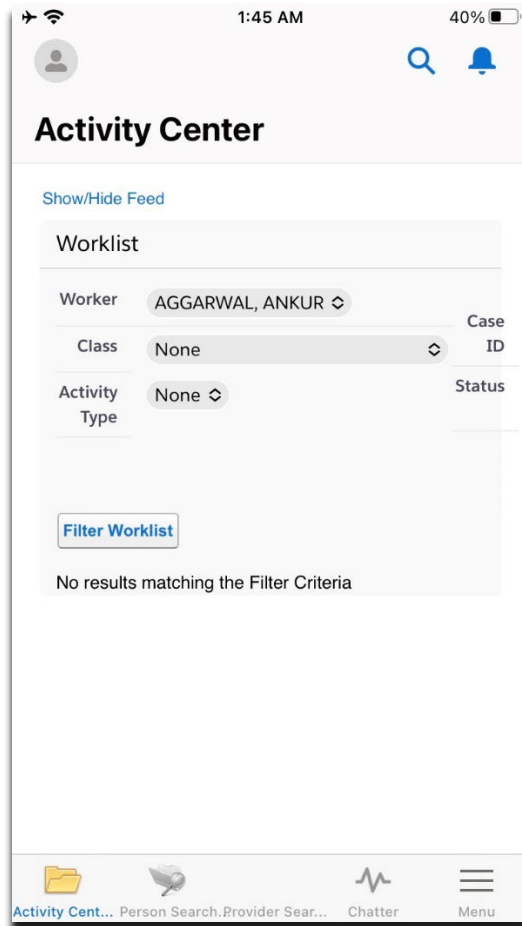 1:45 AM
40%
Activity Center
Show/Hide Feed
Worklist
Worker AGGARWAL, ANKUR
Case ID
Class None
Activity Type None
Status
Filter Worklist
No results matching the Filter Criteria
Activity Cent... Person Search.Provider Sear... Chatter Menu